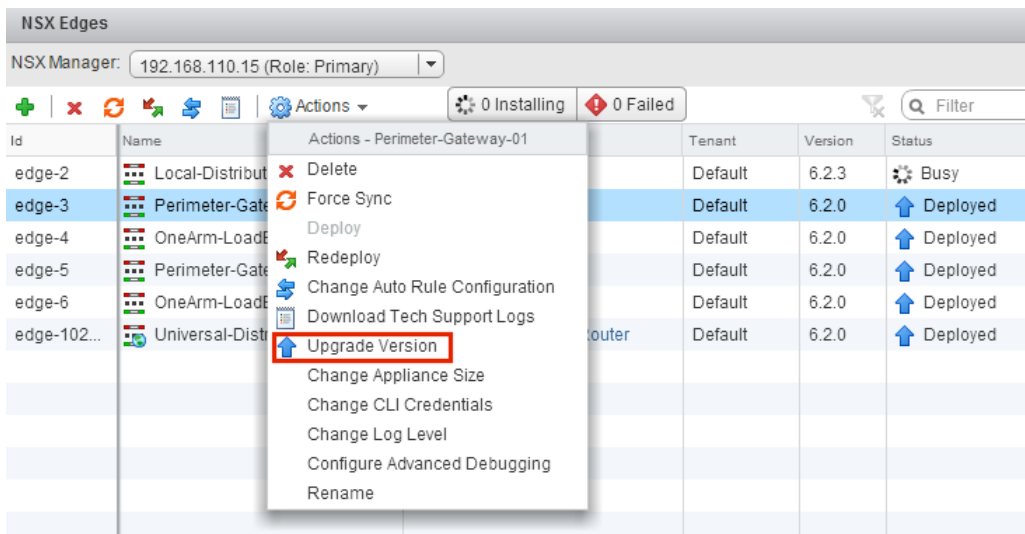 NSX Edges
NSX Manager: 192.168.110.15 (Role: Primary)
Actions 0 Installing 0 Failed Filter
Id Name Tenant Version Status
Actions - Perimeter-Gateway-01
Delete
Force Sync
Deploy
Redeploy
Change Auto Rule Configuration
Download Tech Support Logs
Upgrade Version
Change Appliance Size
Change CLI Credentials
Change Log Level
Configure Advanced Debugging
Rename
edge-2 Local-Distribut Default 6.2.3 Busy
edge-3 Perimeter-Gate Default 6.2.0 Deployed
edge-4 OneArm-LoadB Default 6.2.0 Deployed
edge-5 Perimeter-Gate Default 6.2.0 Deployed
edge-6 OneArm-LoadB Default 6.2.0 Deployed
edge-102... Universal-Distr Router Default 6.2.0 Deployed